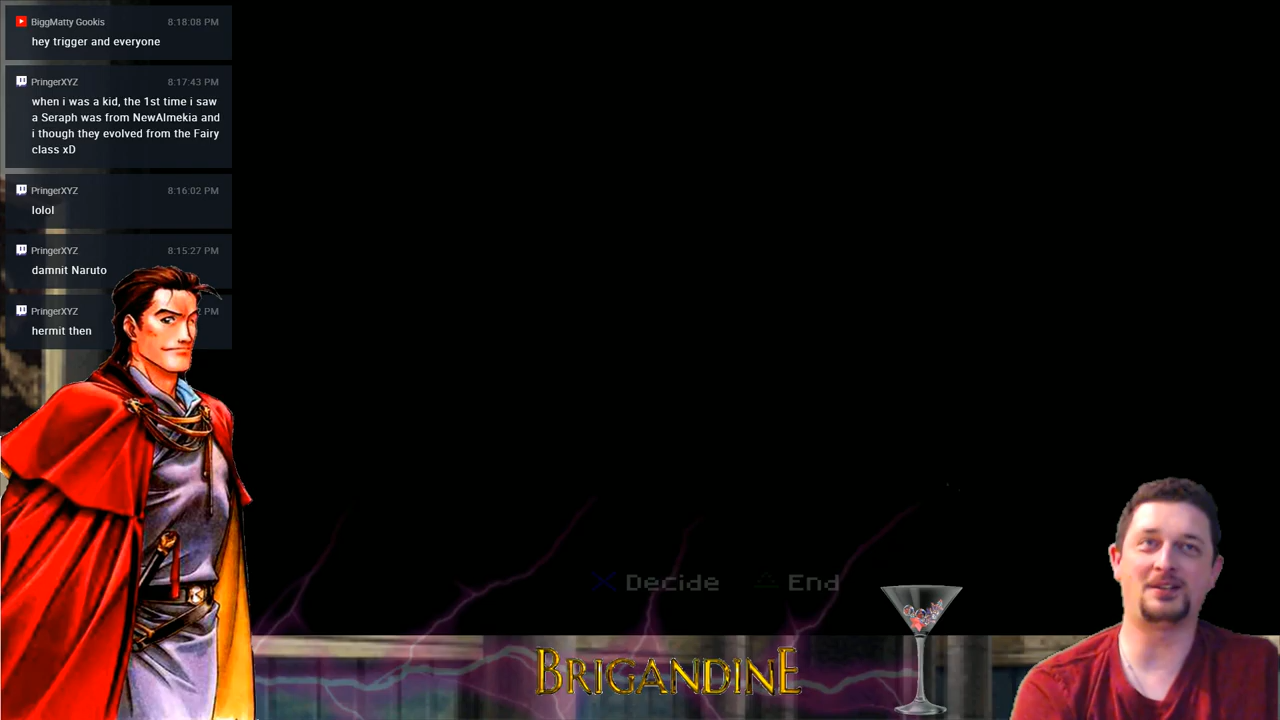 BiggMatty Gookis 8:18:08 PM
hey trigger and everyone
PringerXYZ 8:17:43 PM
when i was a kid, the 1st time i saw
a Seraph was from NewAlmekia and
i though they evolved from the Fairy
class xD
PringerXYZ 8:16:02 PM
lolol
PringerXYZ 8:15:27 PM
damnit Naruto
PringerXYZ PM
hermit then
Decide End
BRIGANDINE